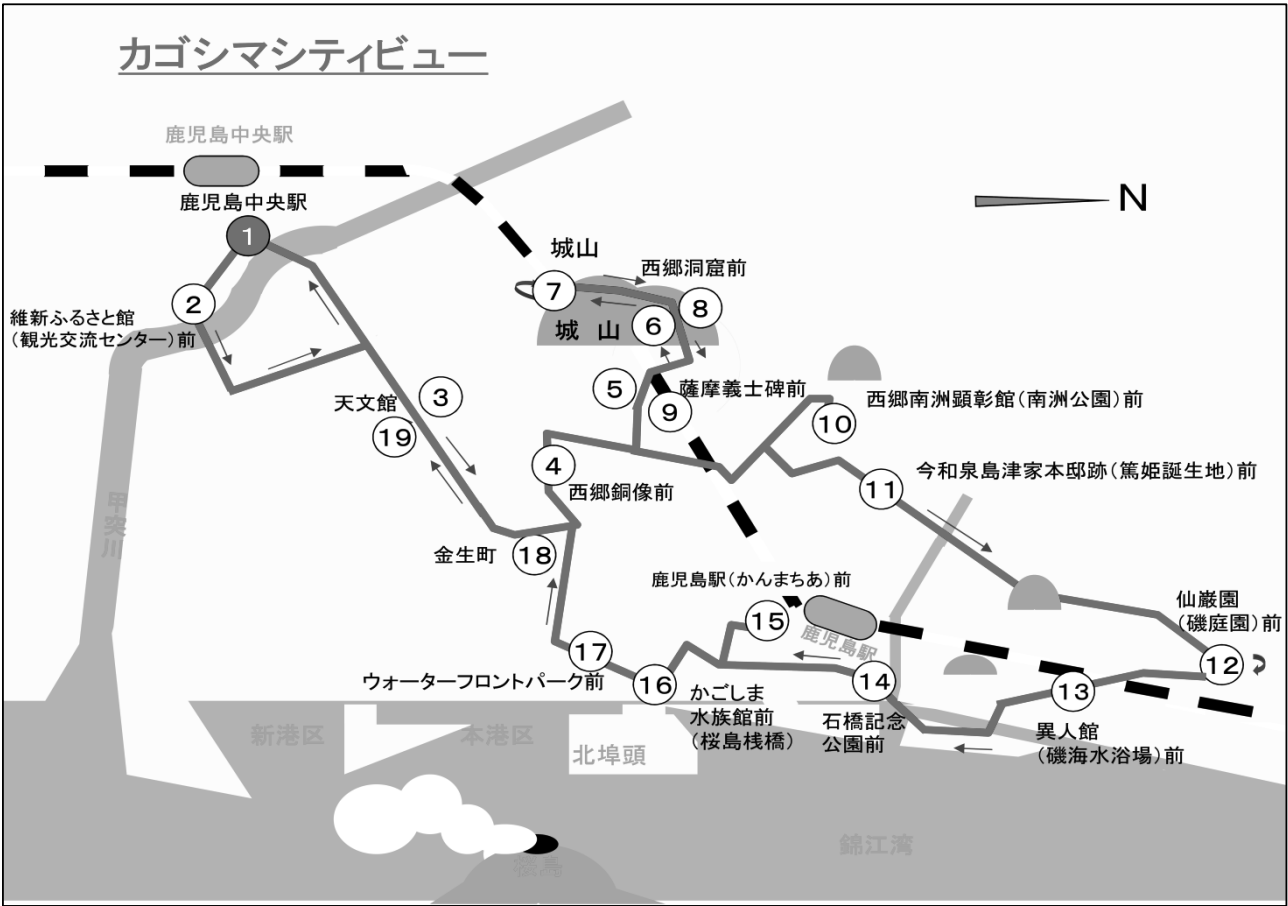 カゴシマシティビュー
鹿児島中央駅
鹿児島中央駅
1
2
維新ふるさと館
(観光交流センター)前
N
城山
7
西郷洞窟前
8
城 山
6
5
薩摩義士碑前
9
西郷南洲顕彰館(南洲公園)前
10
天文館
3
19
4
西郷銅像前
今和泉島津家本邸跡(篤姫誕生地)前
11
甲突川
金生町
18
鹿児島駅(かんまちあ)前
15
鹿児島駅
仙巌園
(磯庭園)前
12
17
ウォーターフロントパーク前
16
かごしま
水族館前
(桜島桟橋)
14
石橋記念
公園前
13
異人館
(磯海水浴場)前
新港区
本港区
北埠頭
錦江湾
桜島